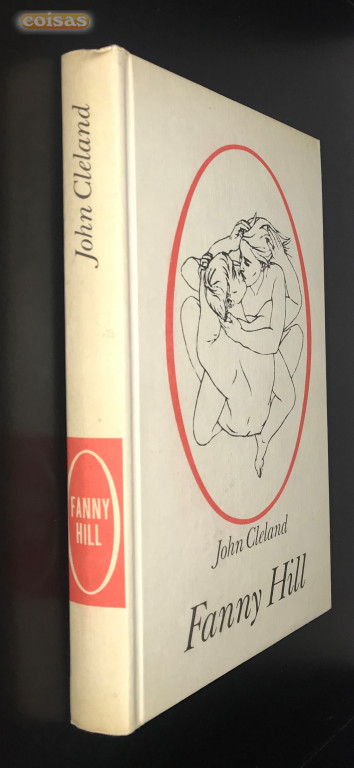 coisas
John Cleland
FANNY
HILL
John Cleland
Fanny Hill